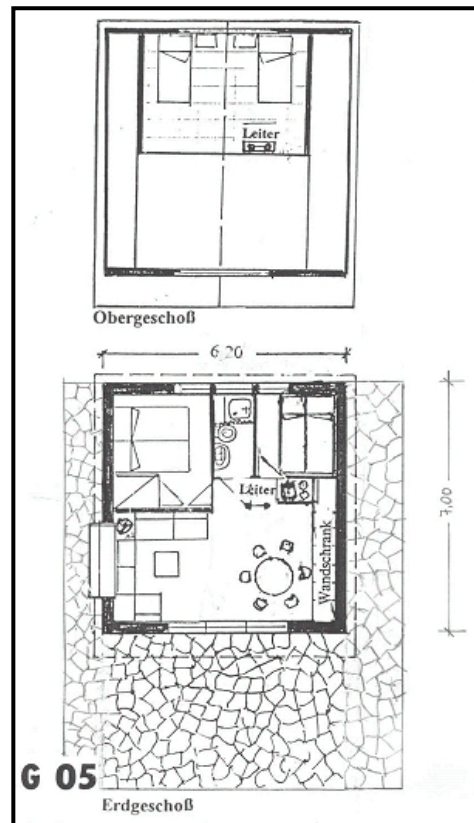 Leiter
Obergeschoß
6,20
Leiter
7,00
Wandschrank
G 05
Erdgeschoß